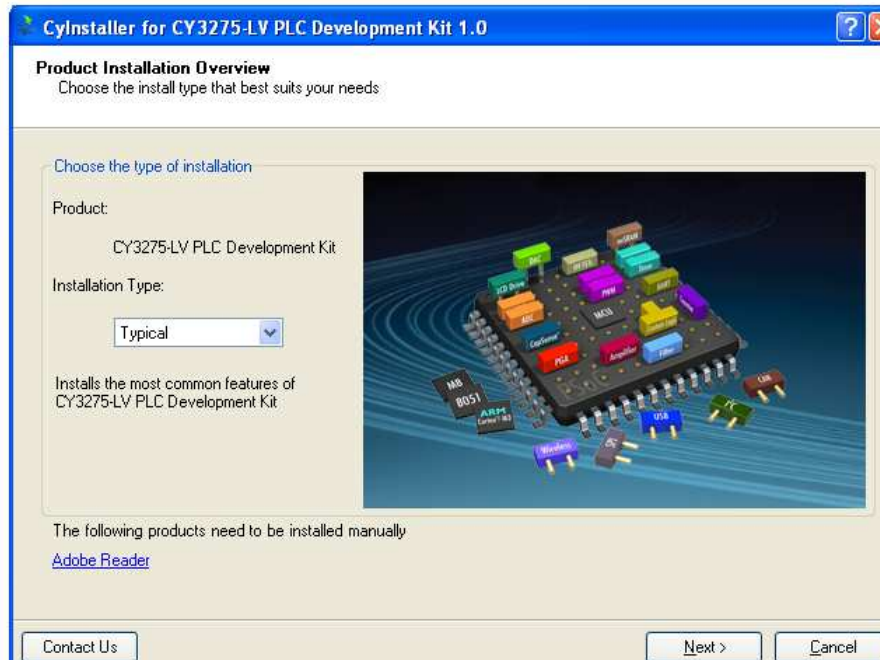 CyInstaller for CY3275-LV PLC Development Kit 1.0
Product Installation Overview
Choose the install type that best suits your needs
Choose the type of installation
Product:
CY3275-LV PLC Development Kit
Installation Type:
Typical
Installs the most common features of
CY3275-LV PLC Development Kit
DAC
LCD Drive
ADC
CapSense
PGA
PWM
MCU
UART
Amplifier
Filter
M8
8051
ARM
Wireless
USB
The following products need to be installed manually
Adobe Reader
Contact Us
Next >
Cancel